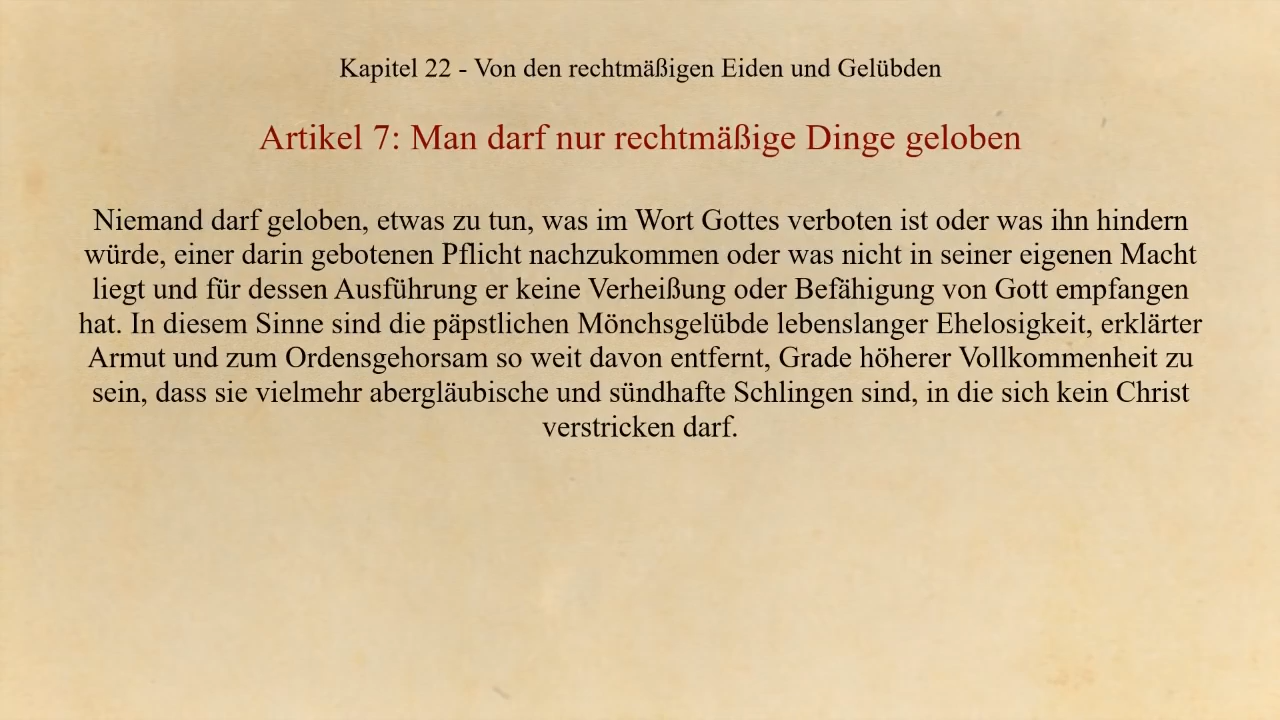 Kapitel 22 - Von den rechtmäßigen Eiden und Gelübden
Artikel 7: Man darf nur rechtmäßige Dinge geloben
Niemand darf geloben, etwas zu tun, was im Wort Gottes verboten ist oder was ihn hindern
würde, einer darin gebotenen Pflicht nachzukommen oder was nicht in seiner eigenen Macht
liegt und für dessen Ausführung er keine Verheißung oder Befähigung von Gott empfangen
hat. In diesem Sinne sind die päpstlichen Mönchsgelübde lebenslanger Ehelosigkeit, erklärter
Armut und zum Ordensgehorsam so weit davon entfernt, Grade höherer Vollkommenheit zu
sein, dass sie vielmehr abergläubische und sündhafte Schlingen sind, in die sich kein Christ
verstricken darf.